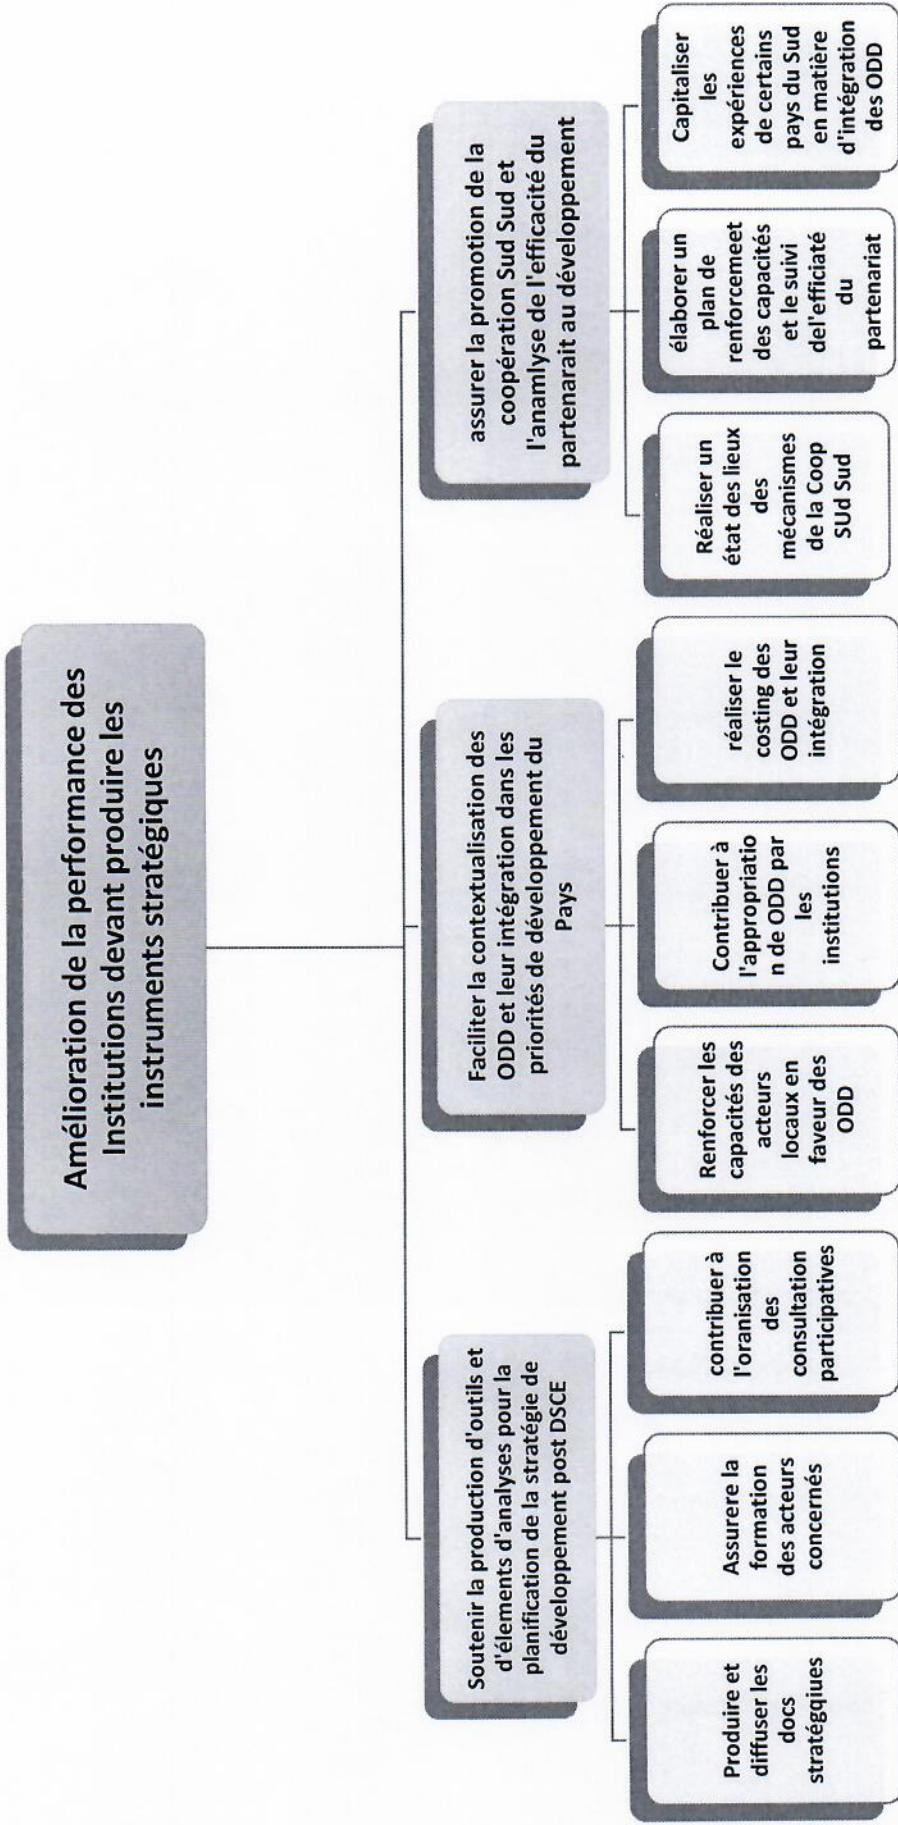 Amélioration de la performance des
Institutions devant produire les
instruments stratégiques
Soutenir la production d'outils et
d'élements d'analyses pour la
planification de la stratégie de
développement post DSCE
Produire et
diffuser les
docs
stratégqiues
Assurere la
formation
des acteurs
concernés
contribuer à
l'oranisation
des
consultation
participatives
Faciliter la contextualisation des
ODD et leur intégration dans les
priorités de développement du
Pays
Renforcer les
capacités des
acteurs
locaux en
faveur des
ODD
Contribuer à
l'appropriatio
n de ODD par
les
institutions
réaliser le
costing des
ODD et leur
intégration
assurer la promotion de la
coopération Sud Sud et
l'anamlyse de l'efficacité du
partenarait au développement
Réaliser un
état des lieux
des
mécanismes
de la Coop
SUd Sud
élaborer un
plan de
renforcemeet
des capacités
et le suivi
del'efficiaté
du
partenariat
Capitaliser
les
expériences
de certains
pays du Sud
en matière
d'intégration
des ODD